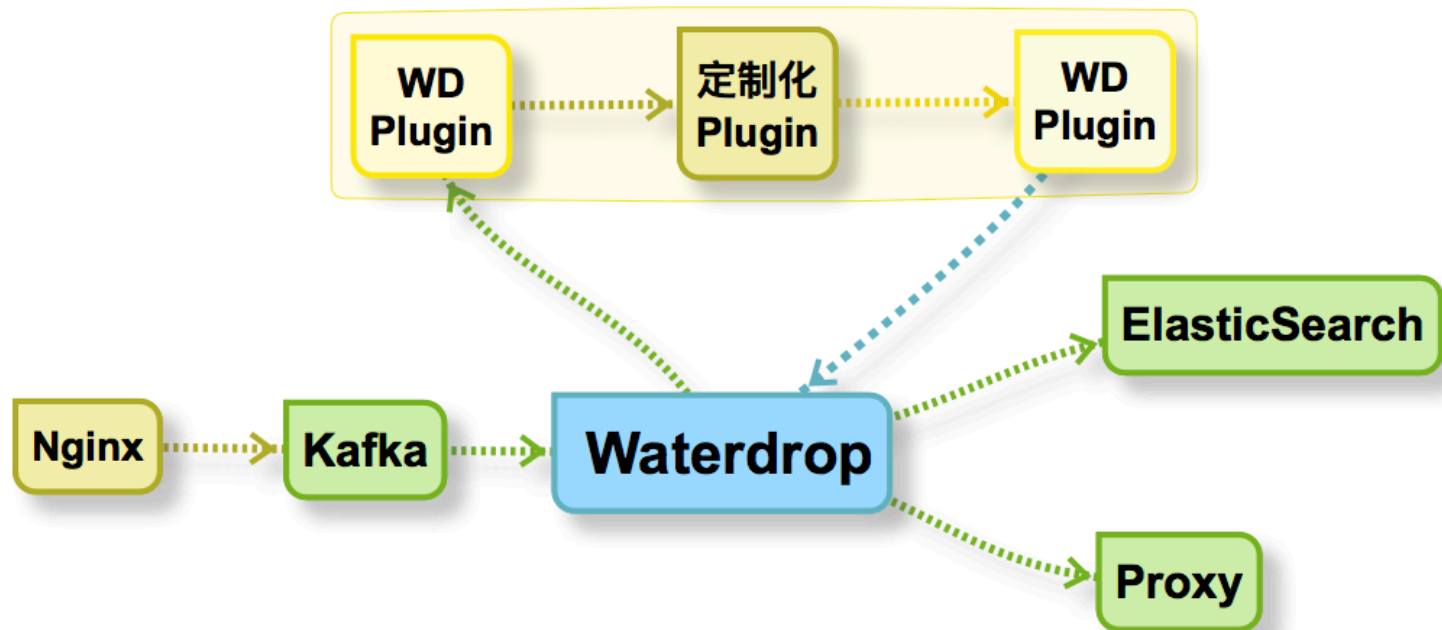 WD
Plugin
定制化
Plugin
WD
Plugin
ElasticSearch
Nginx
Kafka
Waterdrop
Proxy